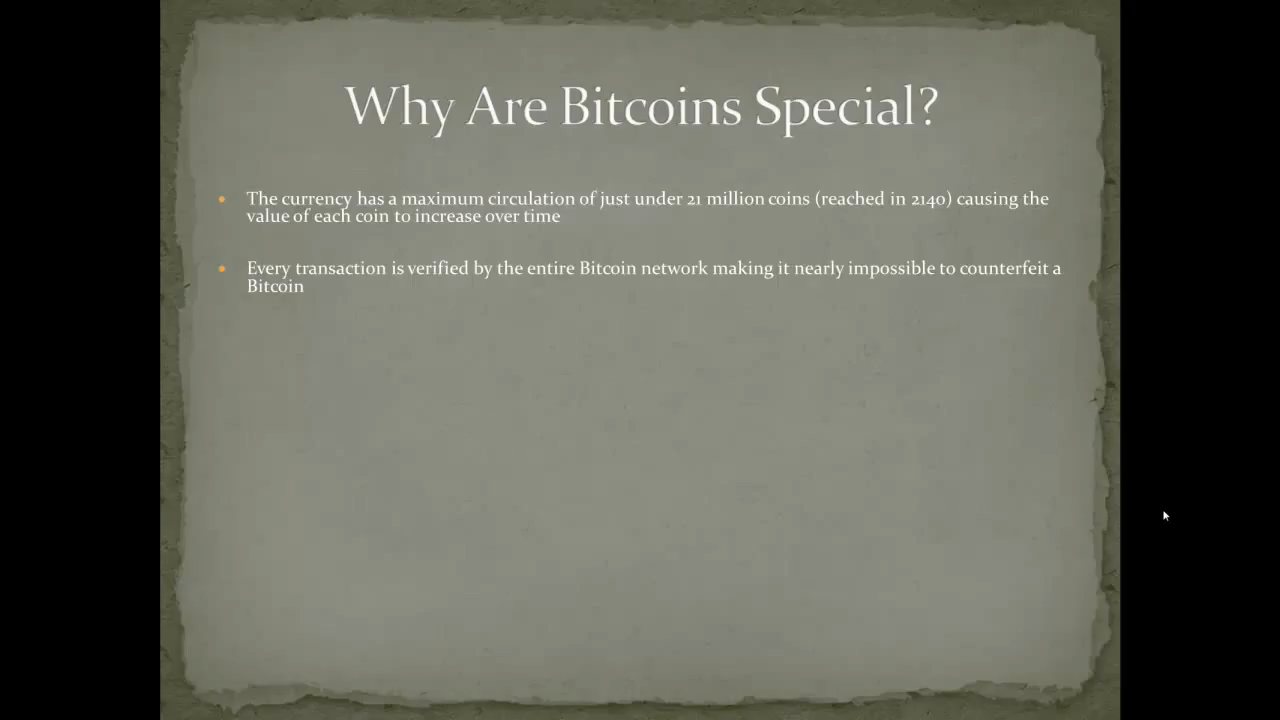 Why Are Bitcoins Special?
• The currency has a maximum circulation of just under 21 million coins (reached in 2140) causing the
value of each coin to increase over time
• Every transaction is verified by the entire Bitcoin network making it nearly impossible to counterfeit a
Bitcoin